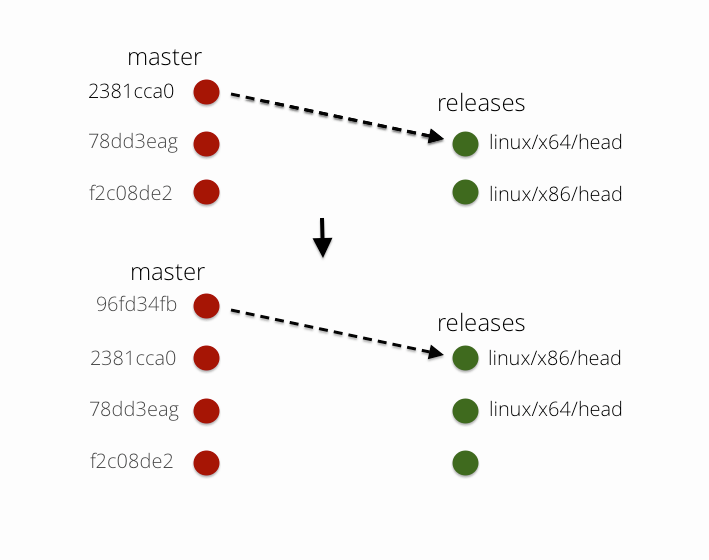 master
2381cca0
releases
78dd3eag
linux/x64/head
f2c08de2
linux/x86/head
master
96fd34fb
releases
2381cca0
linux/x86/head
78dd3eag
linux/x64/head
f2c08de2